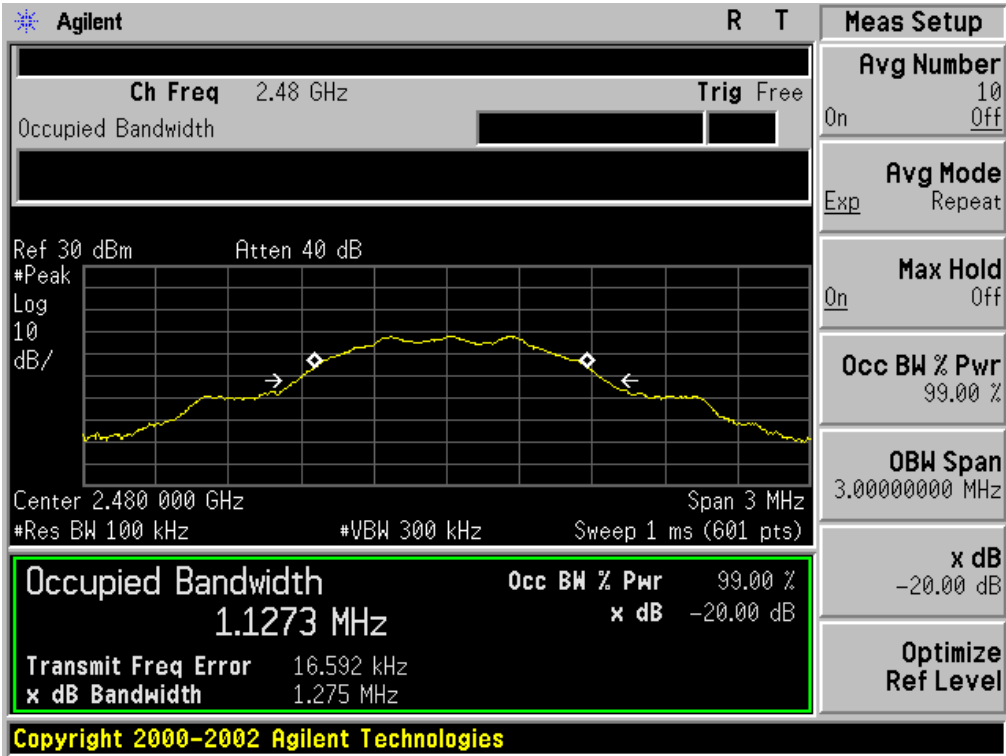 Agilent R T
Meas Setup
Ch Freq 2.48 GHz Trig Free
Occupied Bandwidth
Ref 30 dBm Atten 40 dB
#Peak
Log
10
dB/
Center 2.480 000 GHz Span 3 MHz
#Res BW 100 kHz #VBW 300 kHz Sweep 1 ms (601 pts)
Occupied Bandwidth
1.1273 MHz
Occ BW % Pwr 99.00 %
x dB -20.00 dB
Transmit Freq Error 16.592 kHz
x dB Bandwidth 1.275 MHz
Avg Number
10
On Off
Avg Mode
Exp Repeat
Max Hold
On Off
Occ BW % Pwr
99.00 %
OBW Span
3.00000000 MHz
x dB
-20.00 dB
Optimize
Ref Level
Copyright 2000-2002 Agilent Technologies